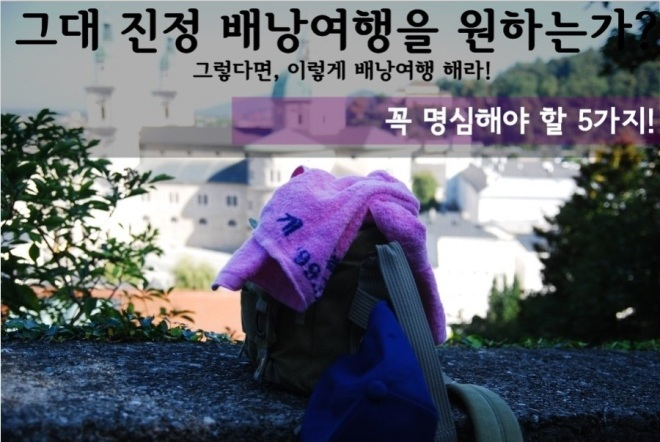 그대 진정 배낭여행을 원하는가?
그렇다면, 이렇게 배낭여행 해라!
꼭 명심해야 할 5가지!
'99.